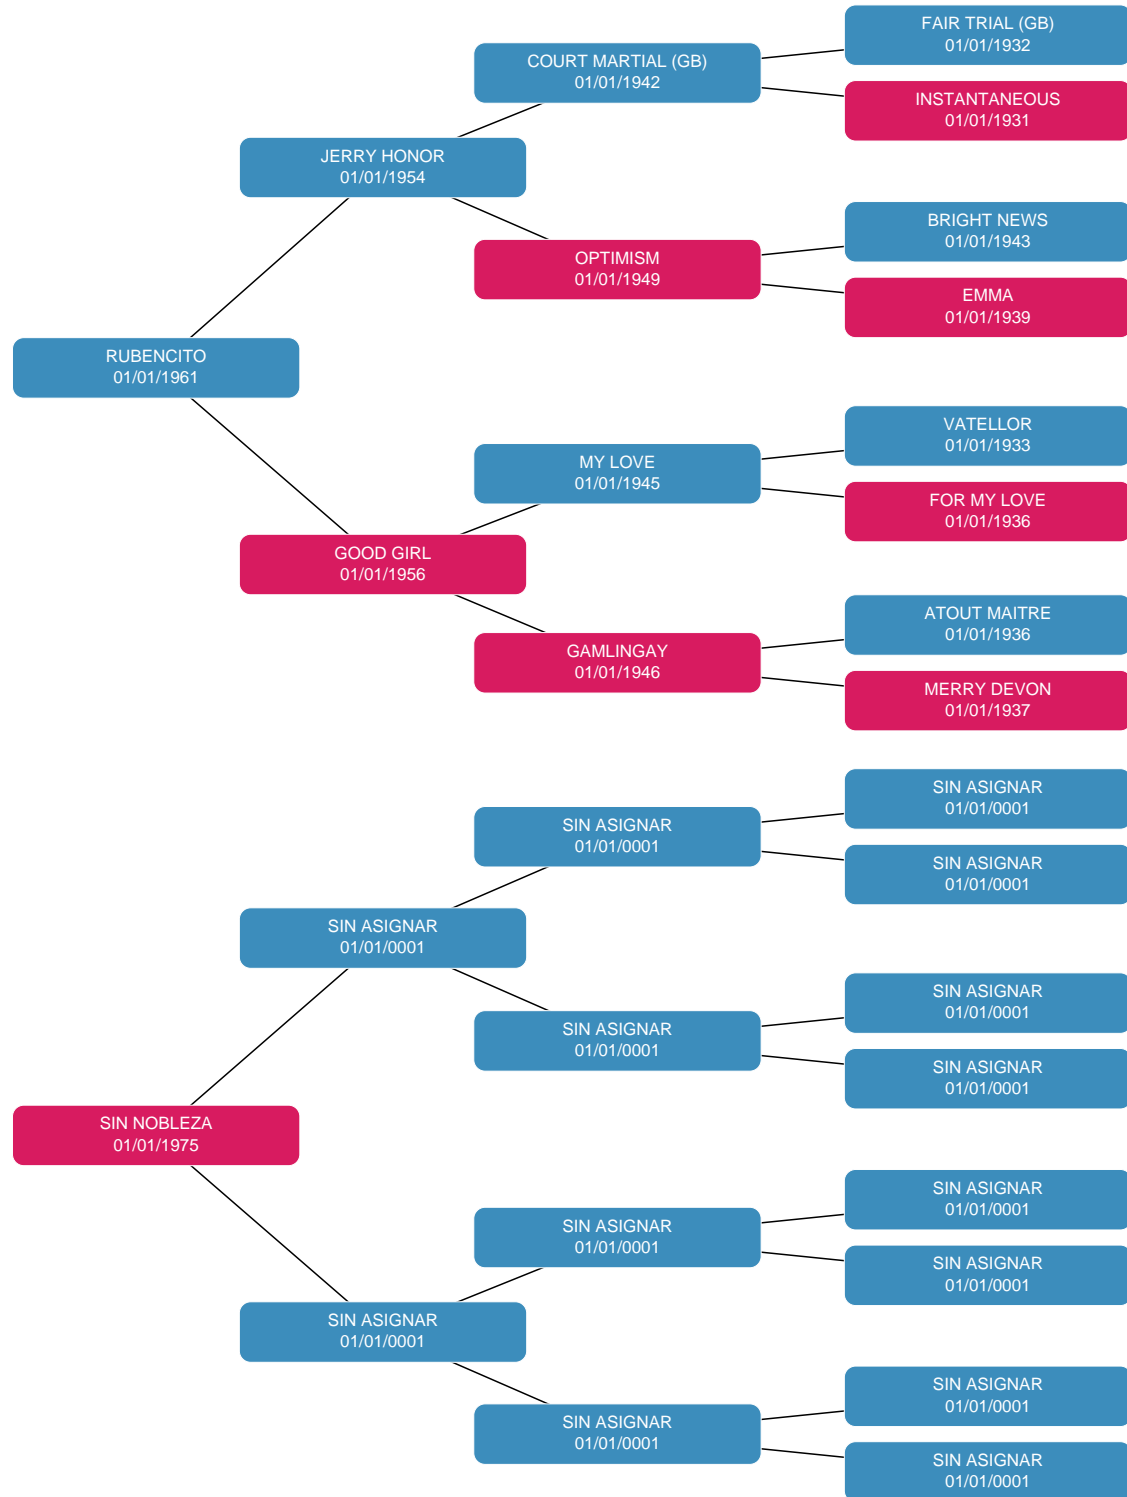 FAIR TRIAL (GB)
01/01/1932
COURT MARTIAL (GB)
01/01/1942
INSTANTANEOUS
01/01/1931
JERRY HONOR
01/01/1954
BRIGHT NEWS
01/01/1943
OPTIMISM
01/01/1949
EMMA
01/01/1939
RUBENCITO
01/01/1961
VATELLOR
01/01/1933
MY LOVE
01/01/1945
FOR MY LOVE
01/01/1936
GOOD GIRL
01/01/1956
ATOUT MAITRE
01/01/1936
GAMLINGAY
01/01/1946
MERRY DEVON
01/01/1937
SIN ASIGNAR
01/01/0001
SIN ASIGNAR
01/01/0001
SIN ASIGNAR
01/01/0001
SIN ASIGNAR
01/01/0001
SIN ASIGNAR
01/01/0001
SIN ASIGNAR
01/01/0001
SIN ASIGNAR
01/01/0001
SIN NOBLEZA
01/01/1975
SIN ASIGNAR
01/01/0001
SIN ASIGNAR
01/01/0001
SIN ASIGNAR
01/01/0001
SIN ASIGNAR
01/01/0001
SIN ASIGNAR
01/01/0001
SIN ASIGNAR
01/01/0001
SIN ASIGNAR
01/01/0001